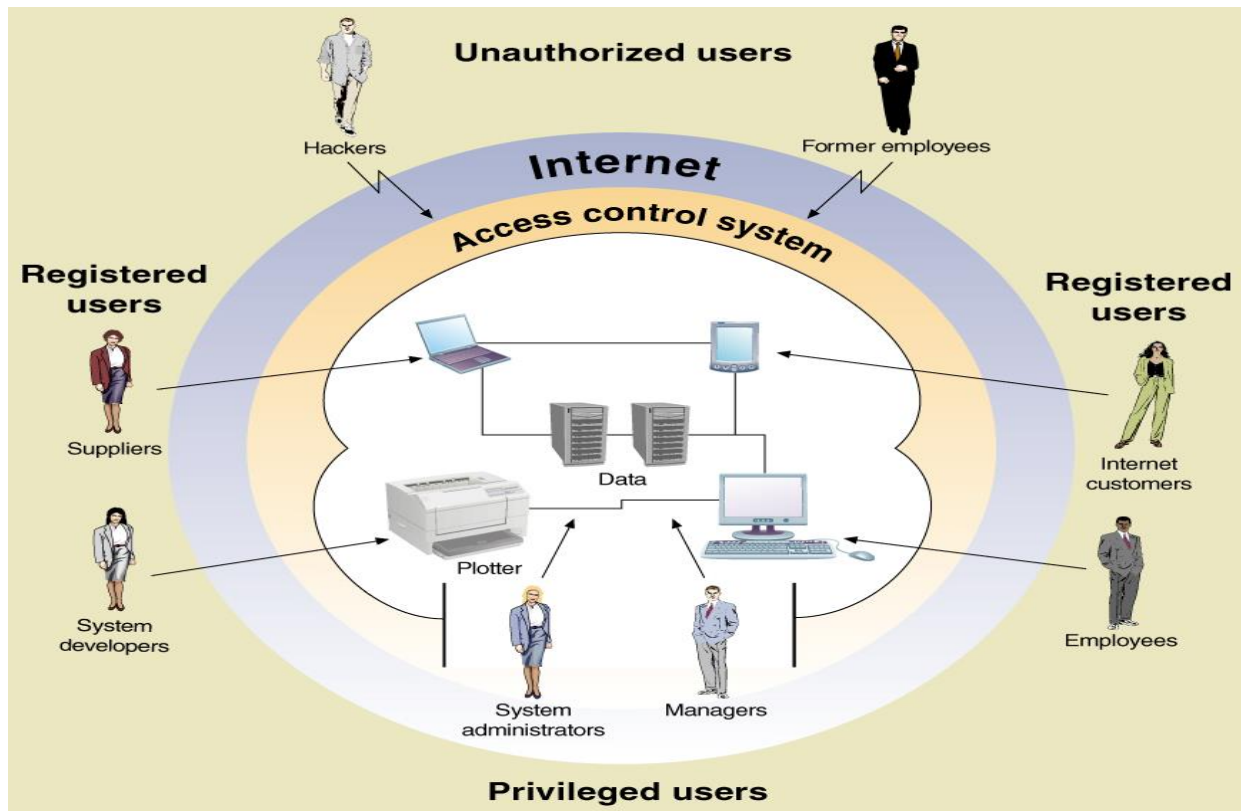 Unauthorized users
Hackers
Former employees
Internet
Access control system
Registered
users
Registered
users
Suppliers
Data
Internet
customers
Plotter
System
developers
Employees
System
administrators
Managers
Privileged users